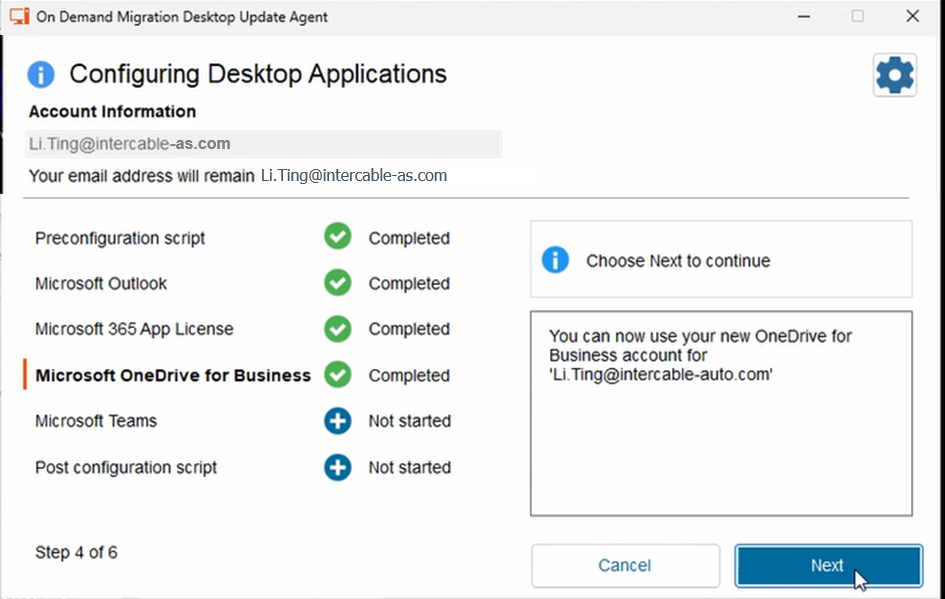 On Demand Migration Desktop Update Agent
Configuring Desktop Applications
Account Information
Li.Ting@intercable-as.com
Your email address will remain Li.Ting@intercable-as.com
Preconfiguration script Completed
Microsoft Outlook Completed
Microsoft 365 App License Completed
Microsoft OneDrive for Business Completed
Microsoft Teams Not started
Post configuration script Not started
Choose Next to continue
You can now use your new OneDrive for
Business account for
'Li.Ting@intercable-auto.com'
Step 4 of 6
Cancel Next